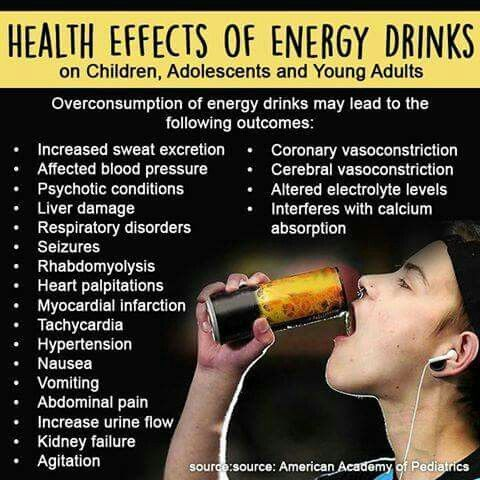 HEALTH EFFECTS OF ENERGY DRINKS
on Children, Adolescents and Young Adults
Overconsumption of energy drinks may lead to the
following outcomes:
• Increased sweat excretion
• Affected blood pressure
• Psychotic conditions
• Liver damage
• Respiratory disorders
• Seizures
• Rhabdomyolysis
• Heart palpitations
• Myocardial infarction
• Tachycardia
• Hypertension
• Nausea
• Vomiting
• Abdominal pain
• Increase urine flow
• Kidney failure
• Agitation
• Coronary vasoconstriction
• Cerebral vasoconstriction
• Altered electrolyte levels
• Interferes with calcium
absorption
source:source: American Academy of Pediatrics